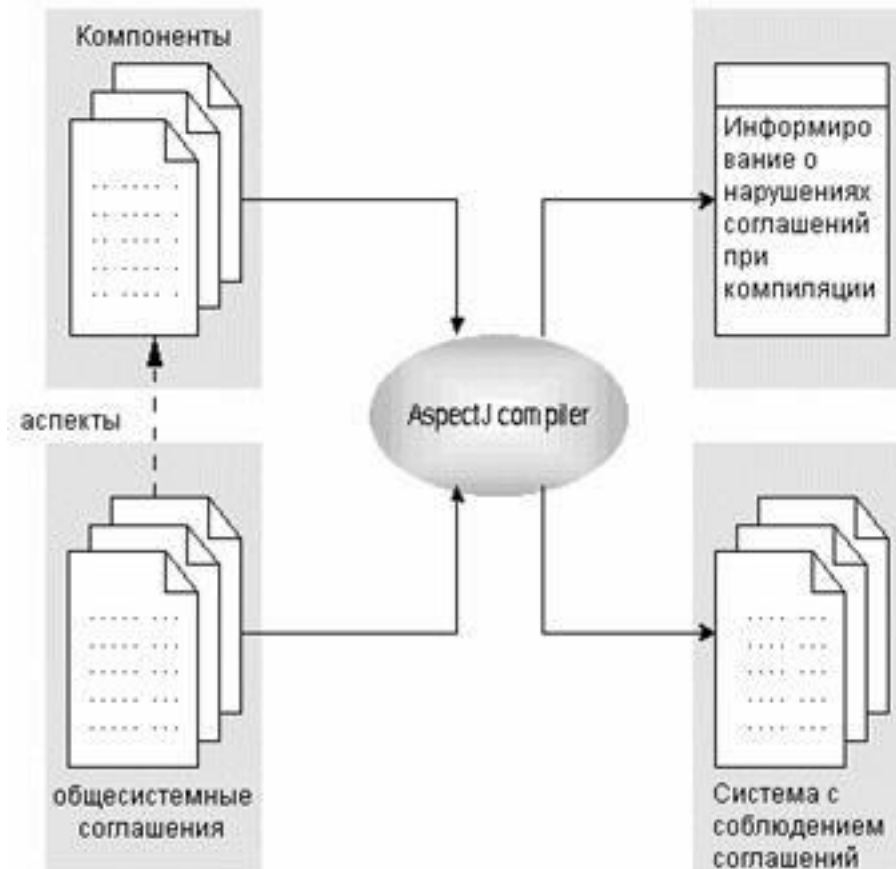 Компоненты
Информиро
вание о
нарушениях
соглашений
при
компиляции
AspectJ compiler
аспекты
общесистемные
соглашения
Система с
соблюдением
соглашений